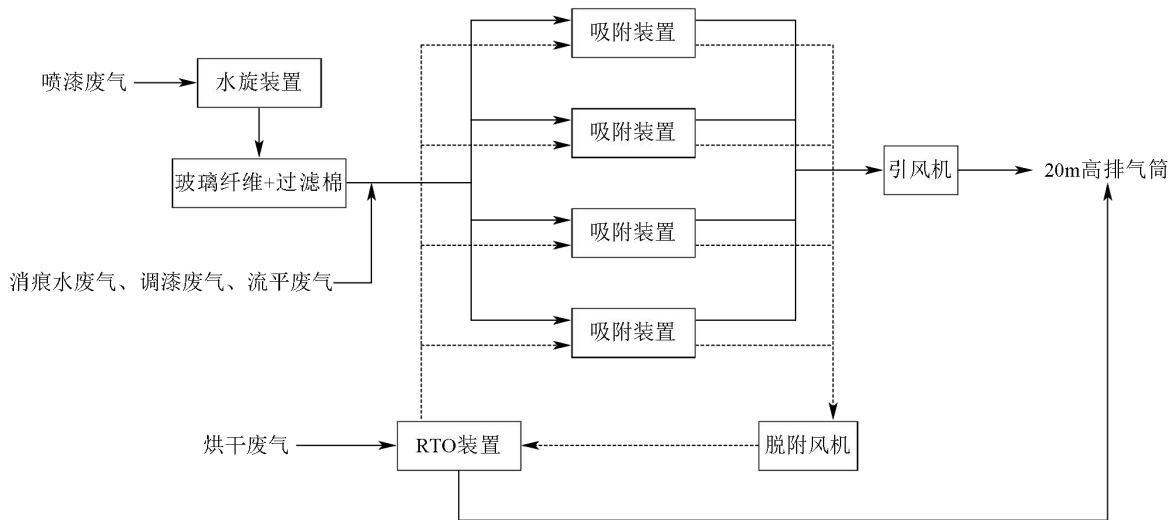 吸附装置
喷漆废气
水旋装置
吸附装置
玻璃纤维+过滤棉
引风机
20m高排气筒
吸附装置
消痕水废气、调漆废气、流平废气
吸附装置
烘干废气
RTO装置
脱附风机